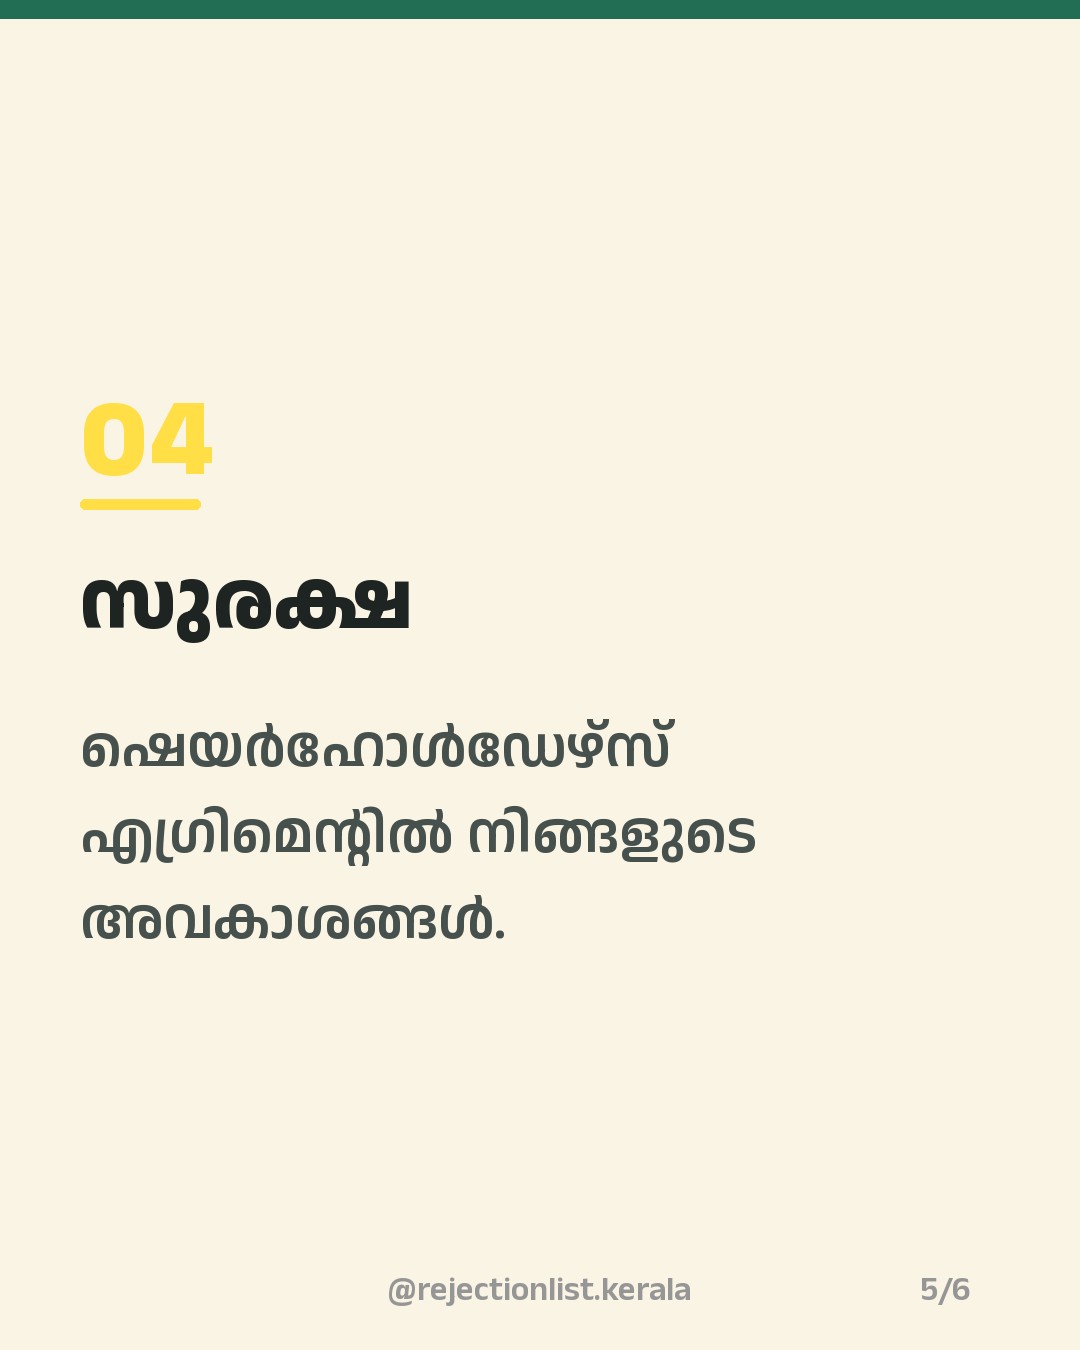 04
സുരക്ഷ
ഷെയർഹോൾഡേഴ്സ്
എഗ്രിമെന്റിൽ നിങ്ങളുടെ
അവകാശങ്ങൾ.
@rejectionlist.kerala
5/6